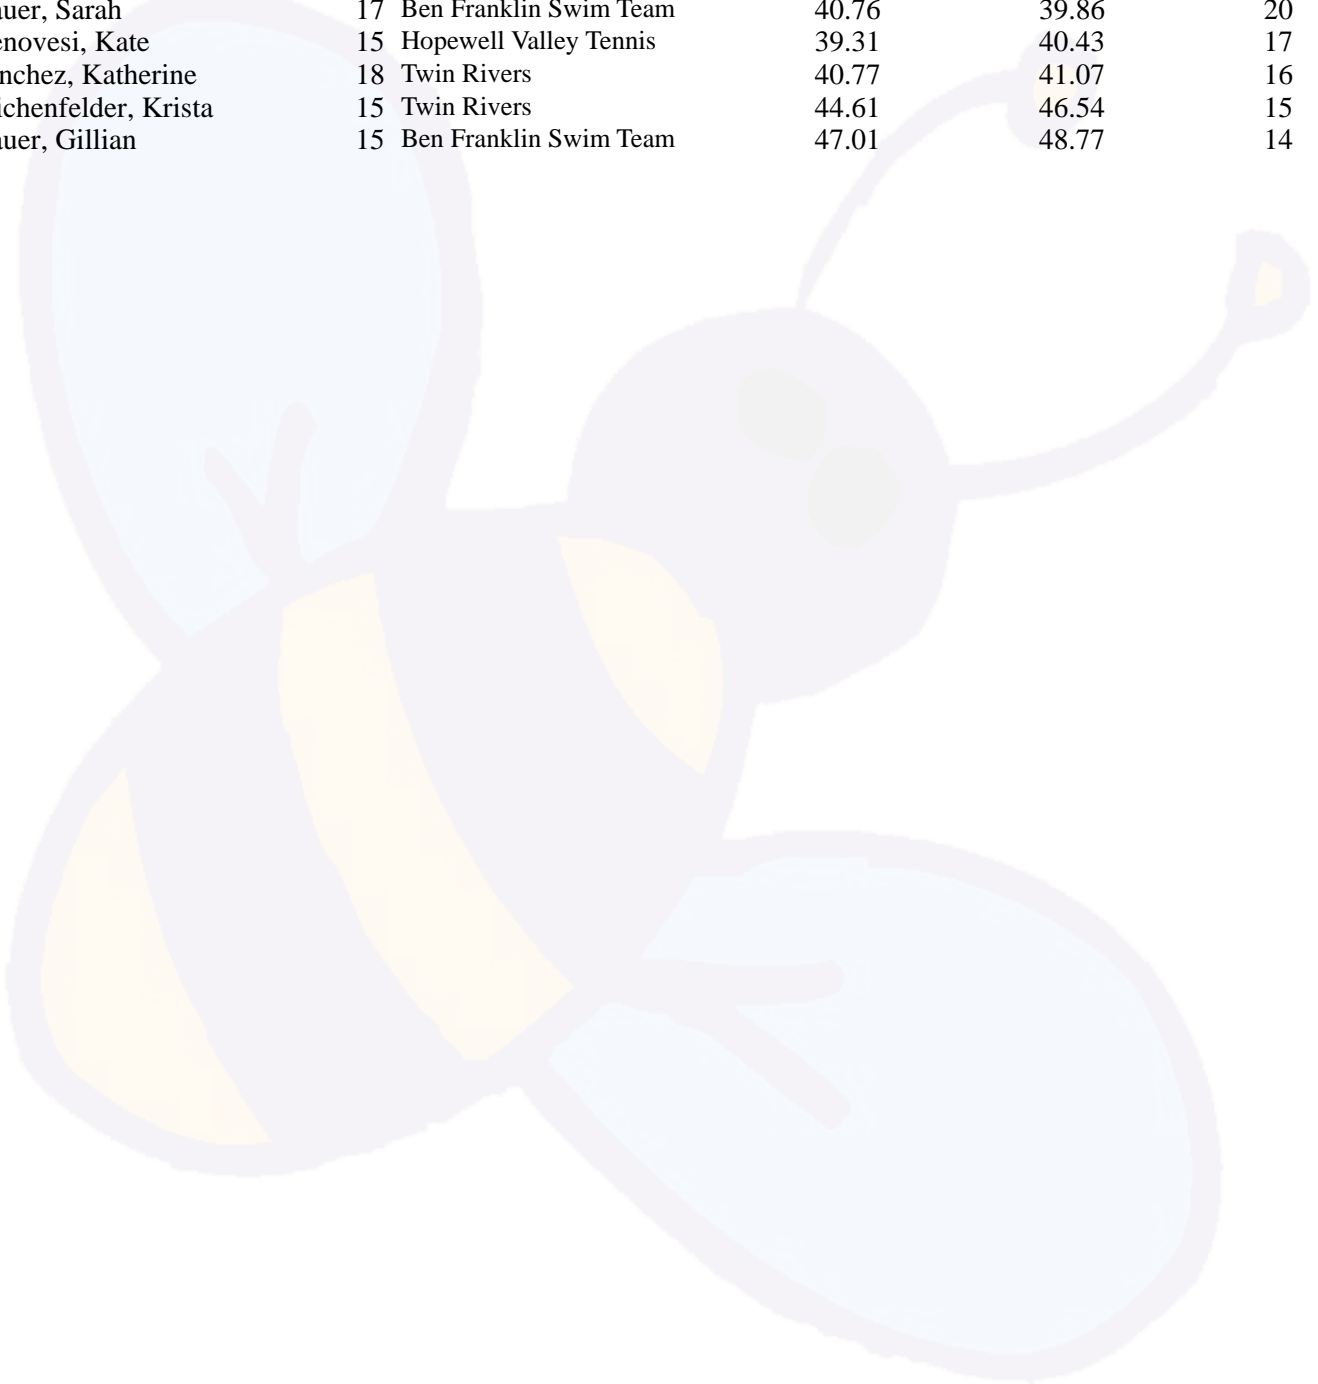 auer, Sarah 17 Ben Franklin Swim Team 40.76 39.86 20
enovesi, Kate 15 Hopewell Valley Tennis 39.31 40.43 17
nchez, Katherine 18 Twin Rivers 40.77 41.07 16
ichenfelder, Krista 15 Twin Rivers 44.61 46.54 15
auer, Gillian 15 Ben Franklin Swim Team 47.01 48.77 14